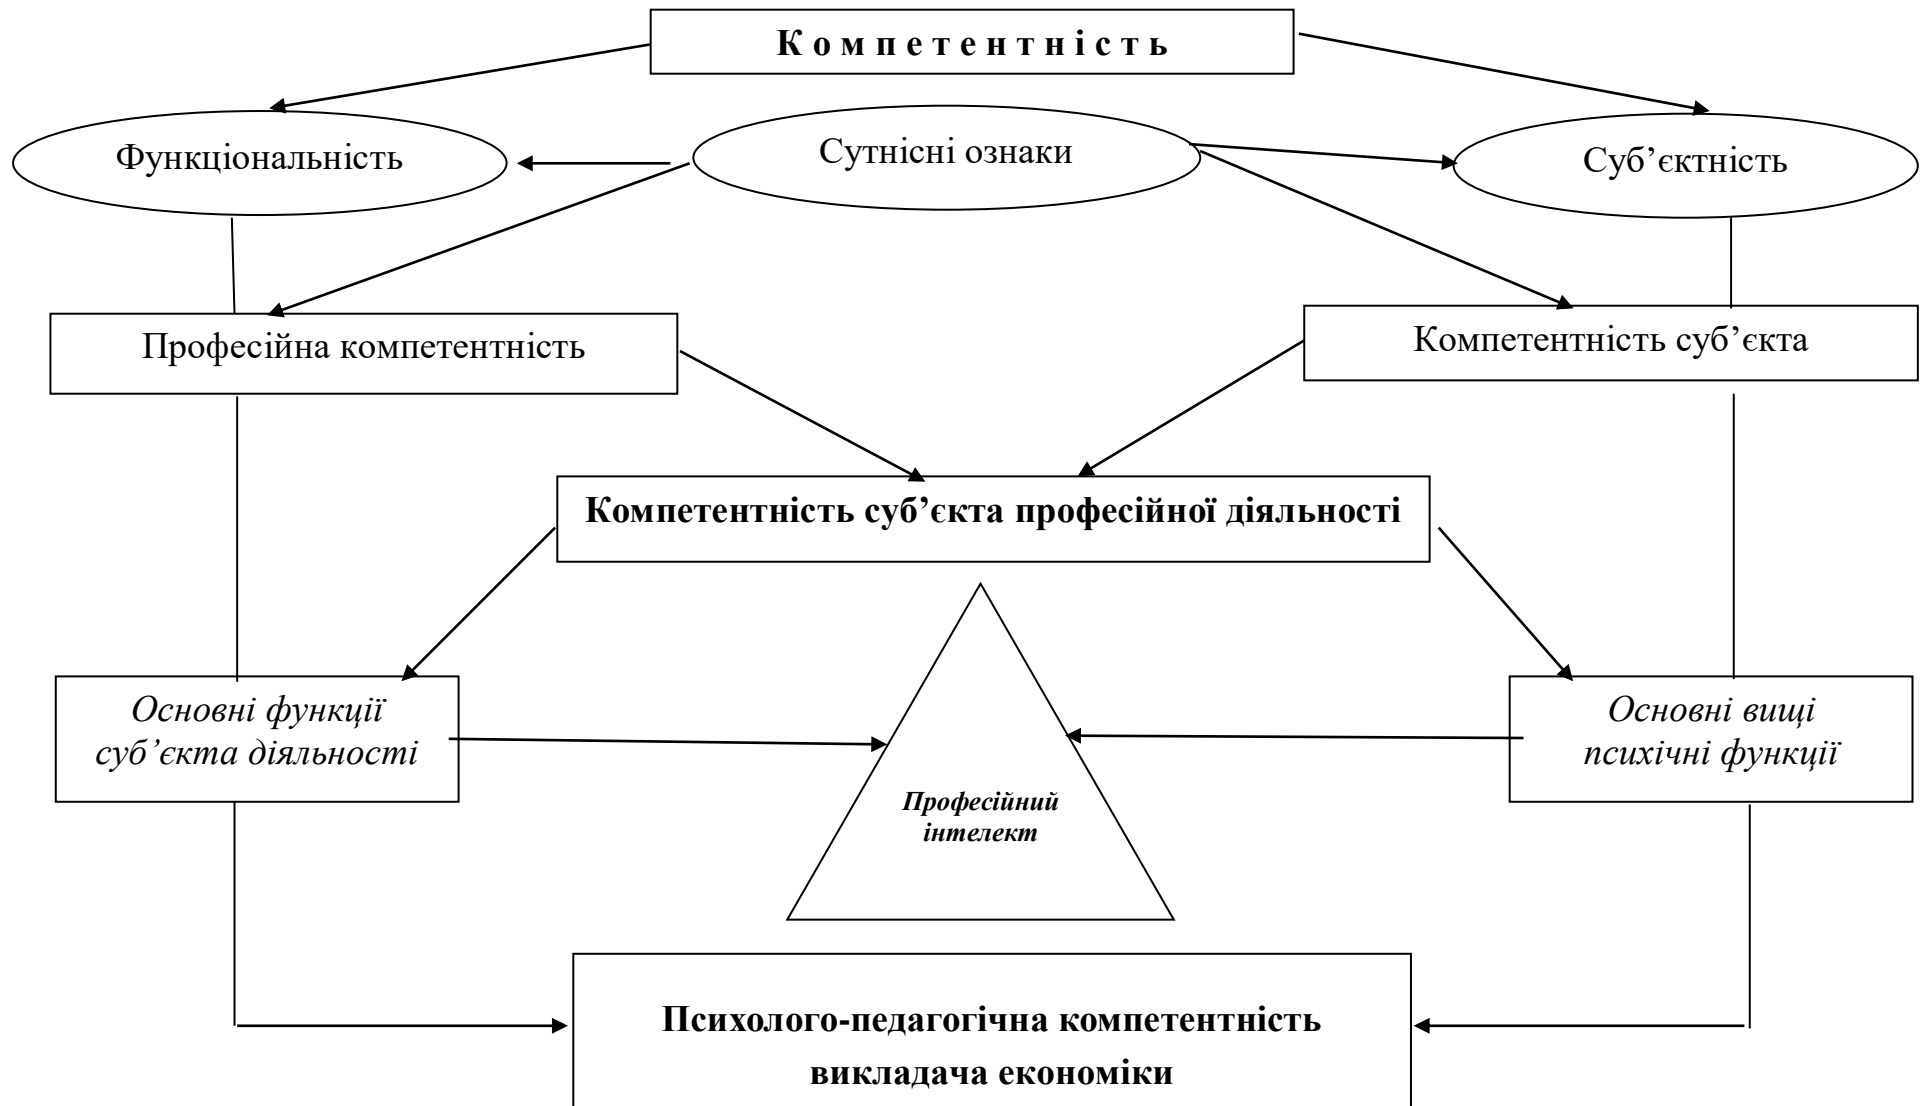 К о м п е т е н т н і с т ь
Функціональність
Сутнісні ознаки
Суб’єктність
Професійна компетентність
Компетентність суб’єкта
Компетентність суб’єкта професійної діяльності
Основні функції
суб’єкта діяльності
Основні вищі
психічні функції
Професійний
інтелект
Психолого-педагогічна компетентність
викладача економіки